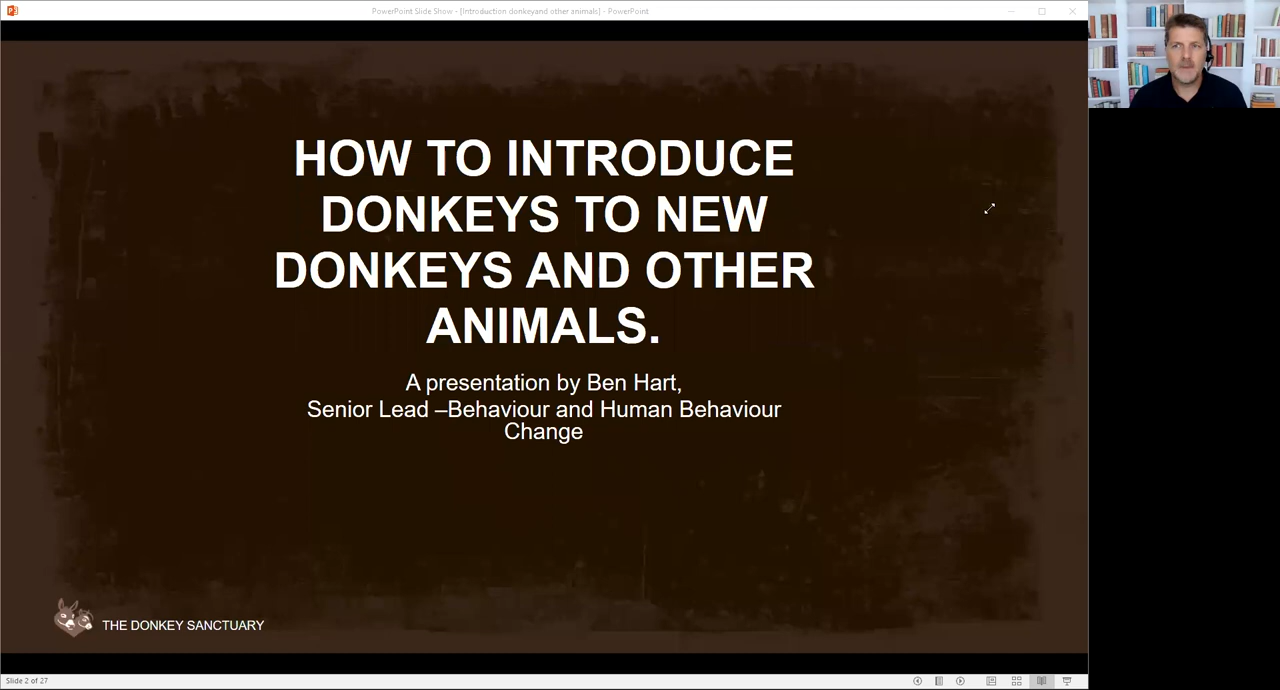 PowerPoint Slide Show - [Introduction donkeyand other animals] - PowerPoint
HOW TO INTRODUCE
DONKEYS TO NEW
DONKEYS AND OTHER
ANIMALS.
A presentation by Ben Hart,
Senior Lead –Behaviour and Human Behaviour
Change
THE DONKEY SANCTUARY
Slide 2 of 27